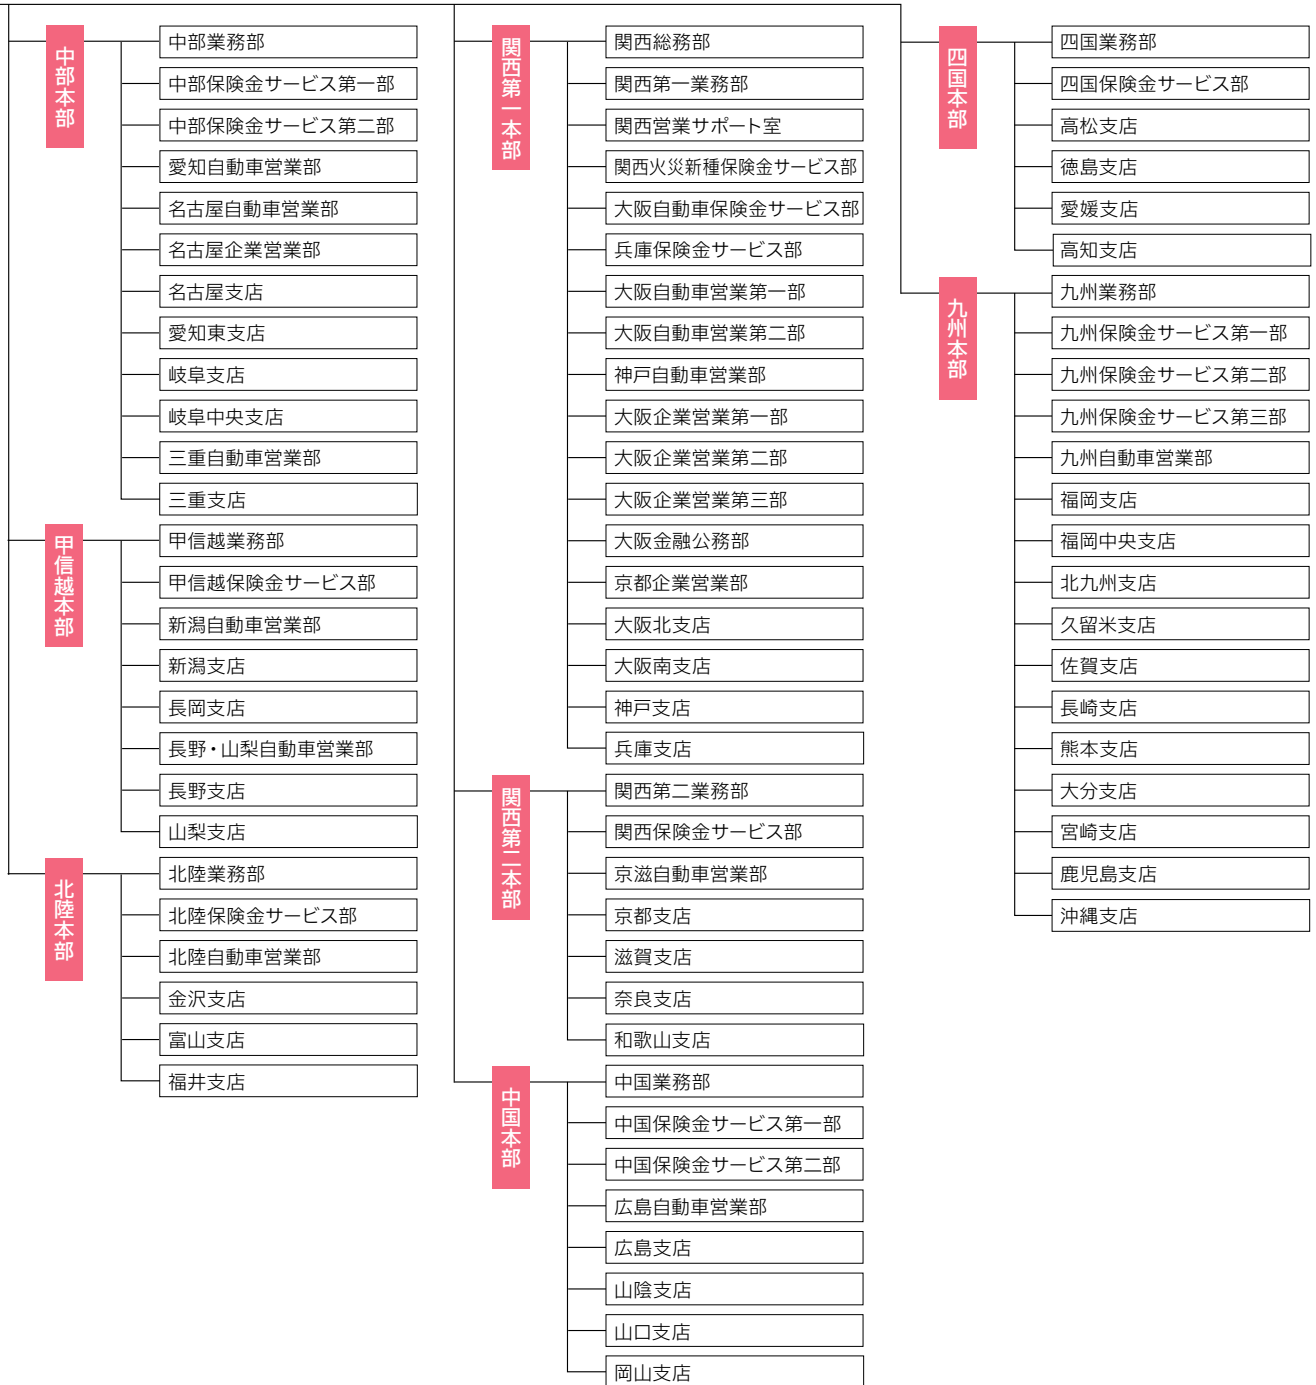 中部本部
中部業務部
中部保険金サービス第一部
中部保険金サービス第二部
愛知自動車営業部
名古屋自動車営業部
名古屋企業営業部
名古屋支店
愛知東支店
岐阜支店
岐阜中央支店
三重自動車営業部
三重支店
甲信越本部
甲信越業務部
甲信越保険金サービス部
新潟自動車営業部
新潟支店
長岡支店
長野・山梨自動車営業部
長野支店
山梨支店
北陸本部
北陸業務部
北陸保険金サービス部
北陸自動車営業部
金沢支店
富山支店
福井支店
関西第一本部
関西総務部
関西第一業務部
関西営業サポート室
関西火災新種保険金サービス部
大阪自動車保険金サービス部
兵庫保険金サービス部
大阪自動車営業第一部
大阪自動車営業第二部
神戸自動車営業部
大阪企業営業第一部
大阪企業営業第二部
大阪企業営業第三部
大阪金融公務部
京都企業営業部
大阪北支店
大阪南支店
神戸支店
兵庫支店
関西第二本部
関西第二業務部
関西保険金サービス部
京滋自動車営業部
京都支店
滋賀支店
奈良支店
和歌山支店
中国本部
中国業務部
中国保険金サービス第一部
中国保険金サービス第二部
広島自動車営業部
広島支店
山陰支店
山口支店
岡山支店
四国本部
四国業務部
四国保険金サービス部
高松支店
徳島支店
愛媛支店
高知支店
九州本部
九州業務部
九州保険金サービス第一部
九州保険金サービス第二部
九州保険金サービス第三部
九州自動車営業部
福岡支店
福岡中央支店
北九州支店
久留米支店
佐賀支店
長崎支店
熊本支店
大分支店
宮崎支店
鹿児島支店
沖縄支店